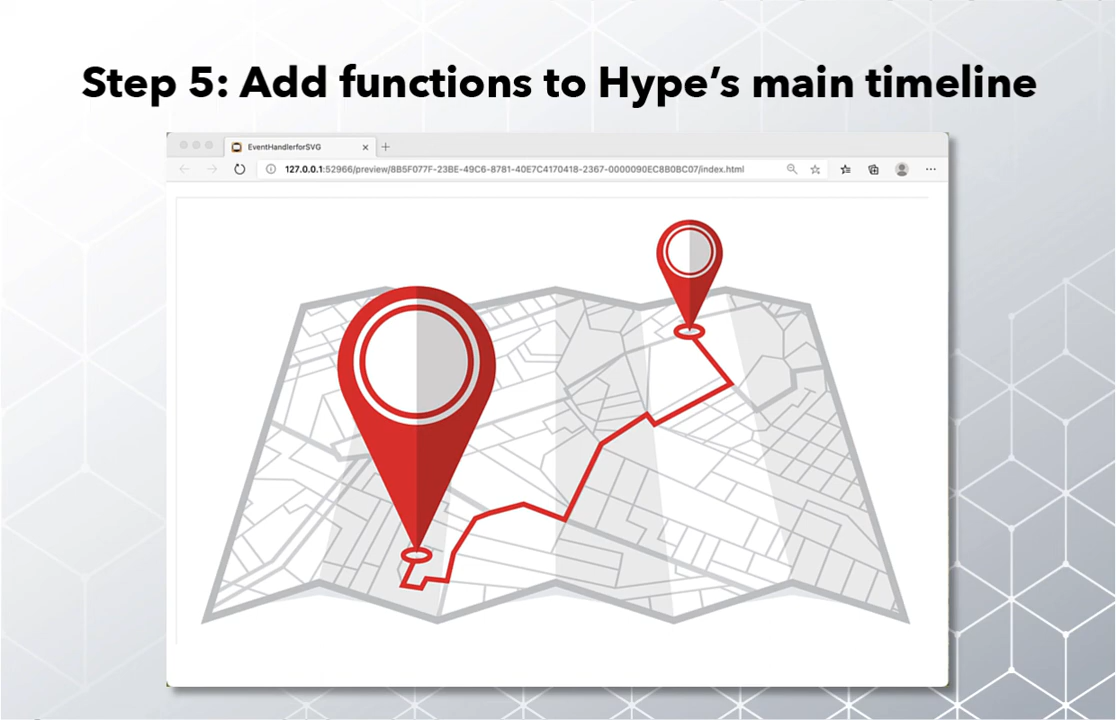 Step 5: Add functions to Hype’s main timeline
EventHandlerforSVG
127.0.0.1:52966/preview/8B5F077F-23BE-49C6-8781-40E7C4170418-2367-0000090EC8B0BC07/index.html